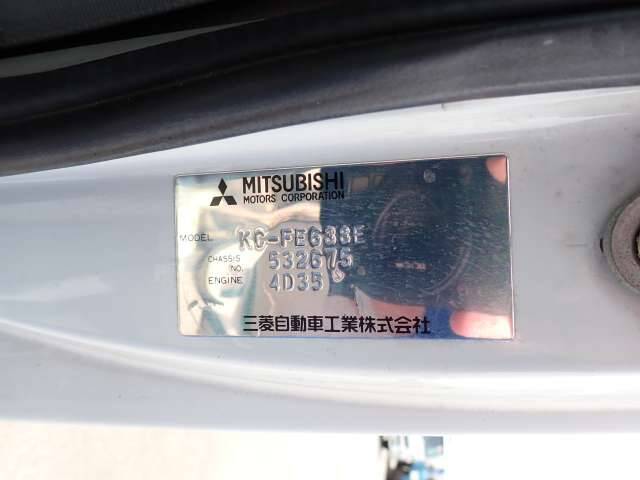 MITSUBISHI
MOTORS CORPORATION
MODEL KC-FE638E
CHASSIS NO. 532675
ENGINE 4D35
三菱自動車工業株式会社